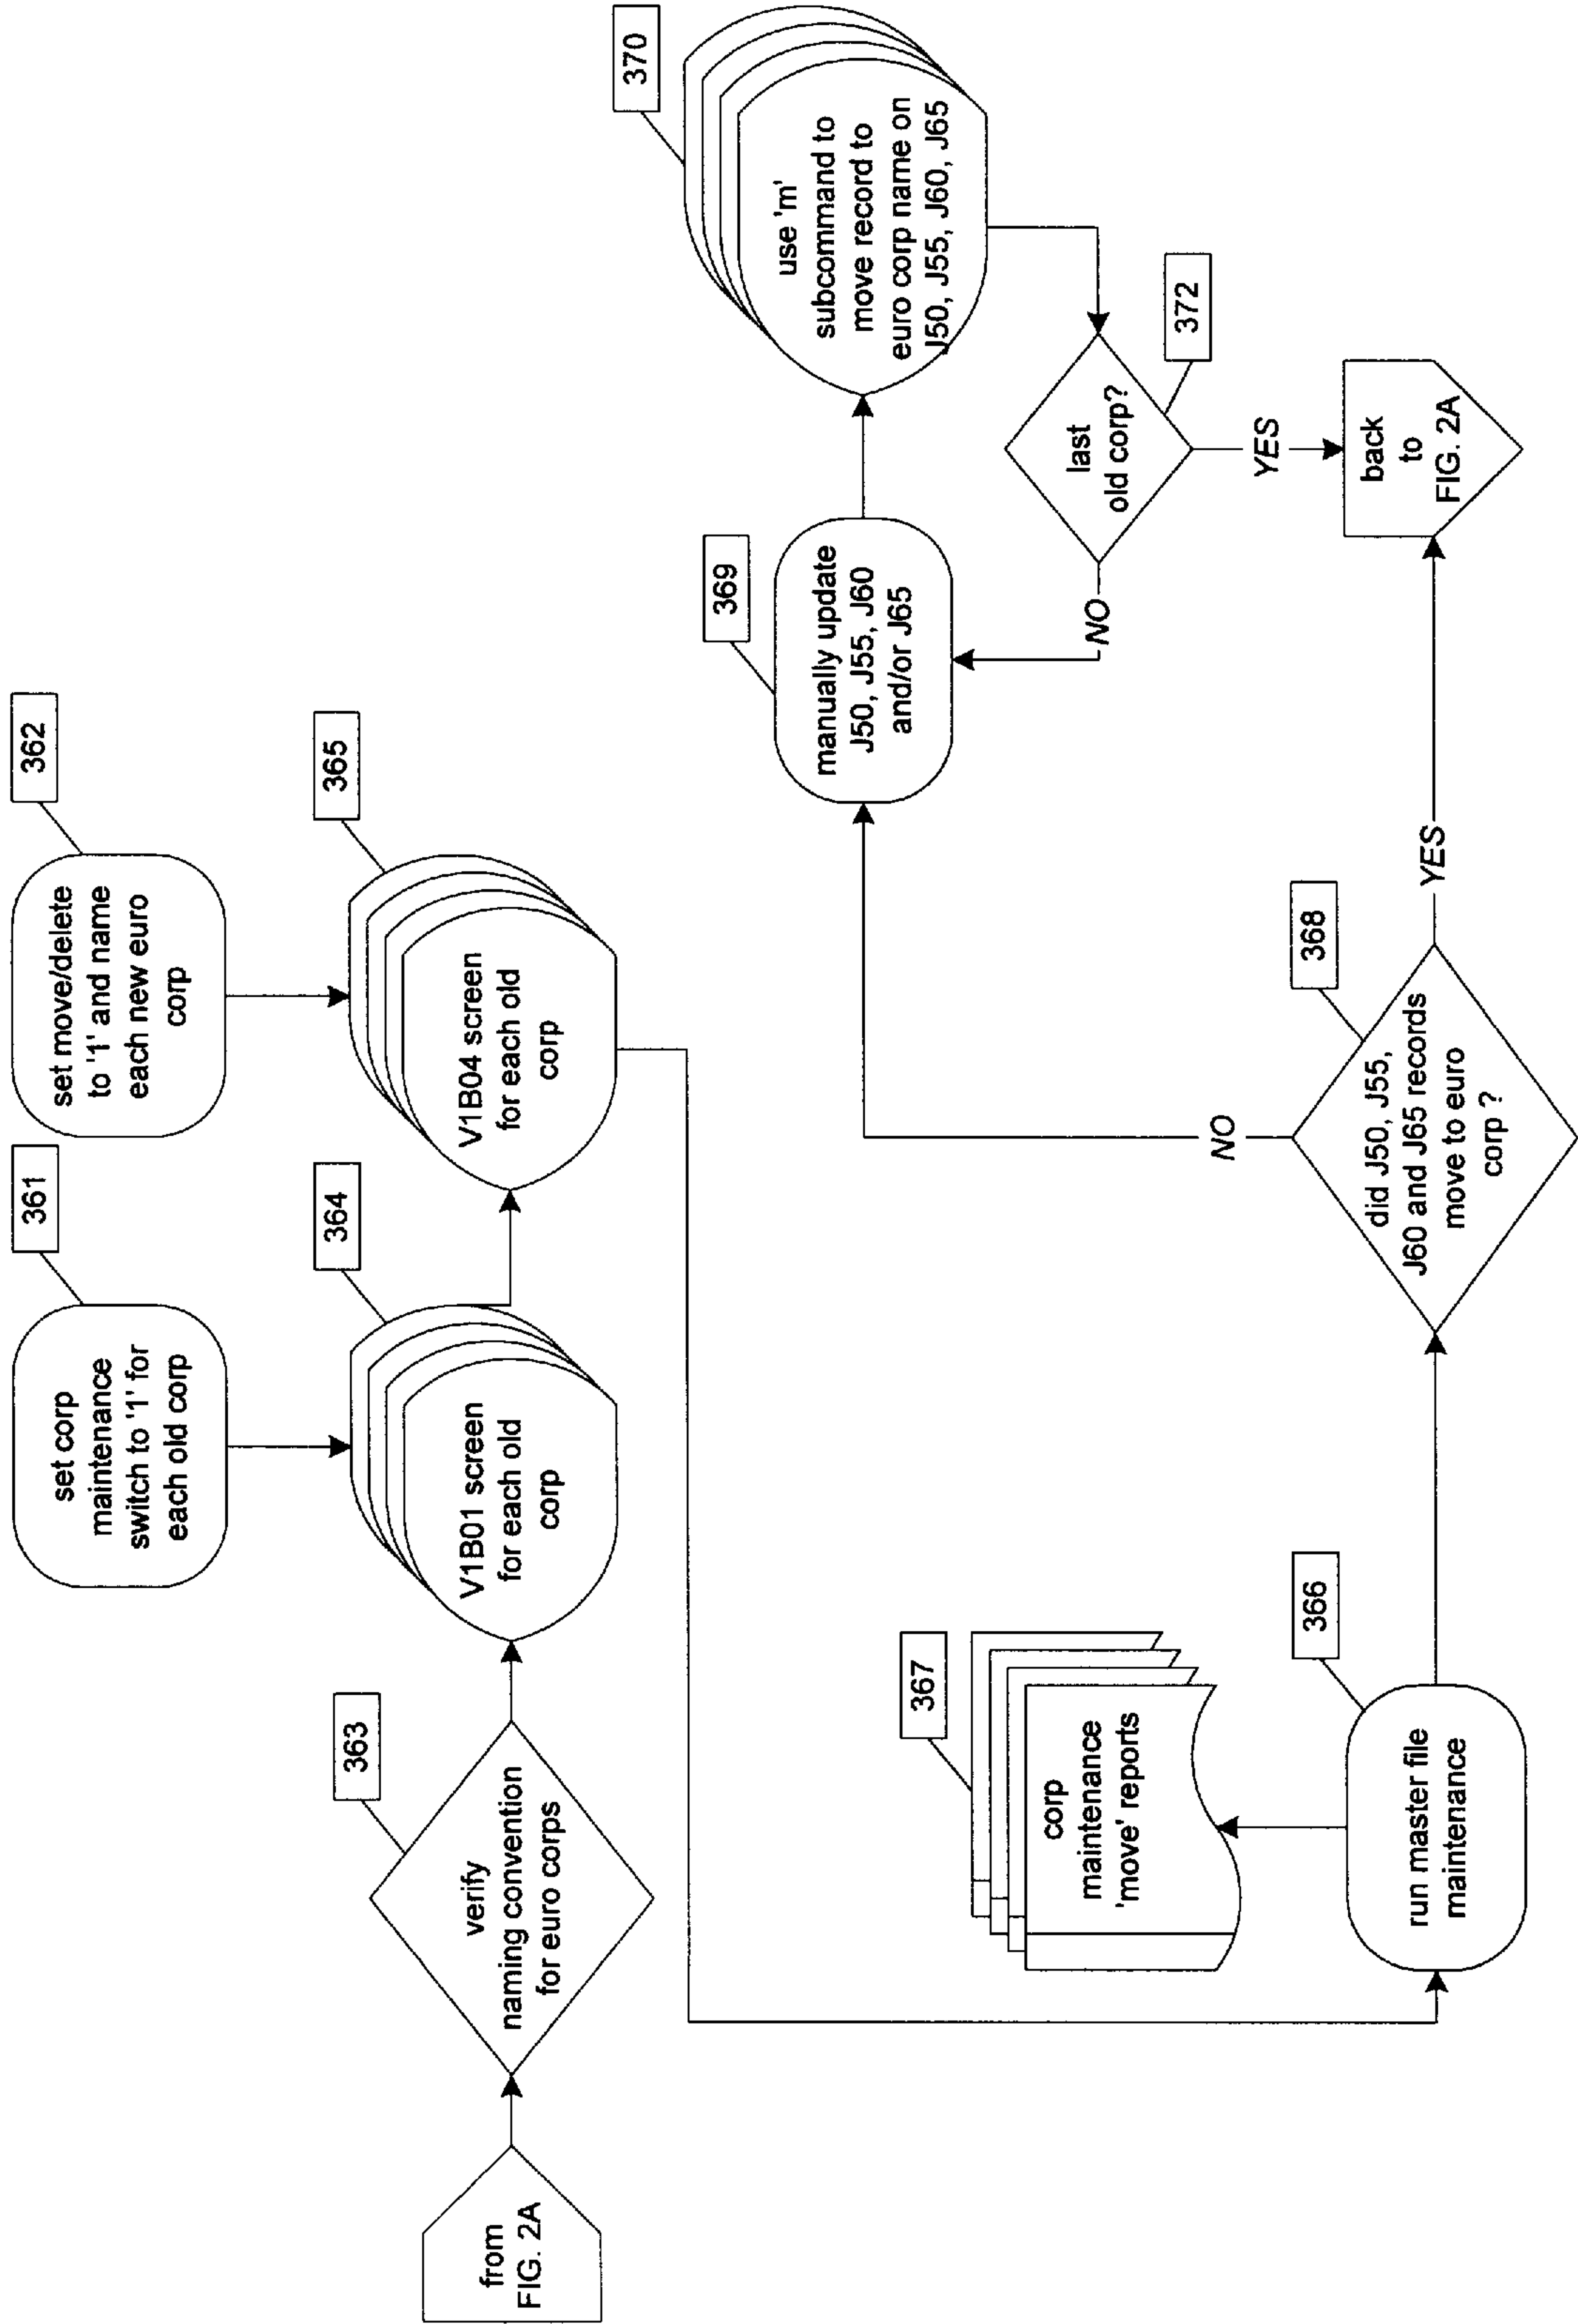 361
set corp
maintenance
switch to '1' for
each old corp
362
set move/delete
to '1' and name
each new euro
corp
from
FIG. 2A
363
verify
naming convention
for euro corps
364
V1B01 screen
for each old
corp
365
V1B04 screen
for each old
corp
370
use 'm'
subcommand to
move record to
euro corp name on
J50, J55, J60, J65
369
manually update
J50, J55, J60
and/or J65
372
last
old corp?
NO
YES
367
corp
maintenance
'move' reports
366
run master file
maintenance
368
did J50, J55,
J60 and J65 records
move to euro
corp ?
NO
YES
back
to
FIG. 2A